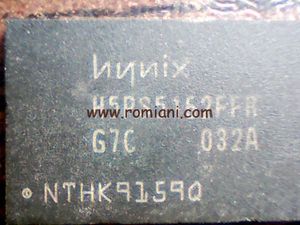 hynix
H5PS5162FFR
www.romiani.com
G7C 032A
NTHK9159Q